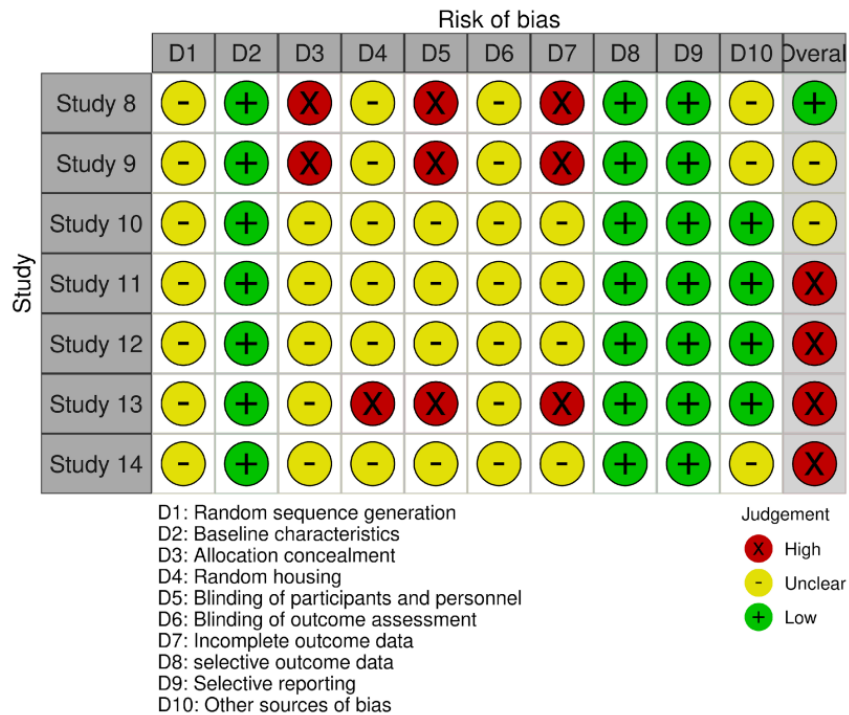 Risk of bias
D1 D2 D3 D4 D5 D6 D7 D8 D9 D10 Overal
Study
Study 8 - + X - X - X + + - +
Study 9 - + X - X - X + + - -
Study 10 - + - - - - - + + + -
Study 11 - + - - - - - + + + X
Study 12 - + - - - - - + + + X
Study 13 - + - X X - X + + + X
Study 14 - + - - - - - + + - X
D1: Random sequence generation
D2: Baseline characteristics
D3: Allocation concealment
D4: Random housing
D5: Blinding of participants and personnel
D6: Blinding of outcome assessment
D7: Incomplete outcome data
D8: selective outcome data
D9: Selective reporting
D10: Other sources of bias
Judgement
X High
- Unclear
+ Low